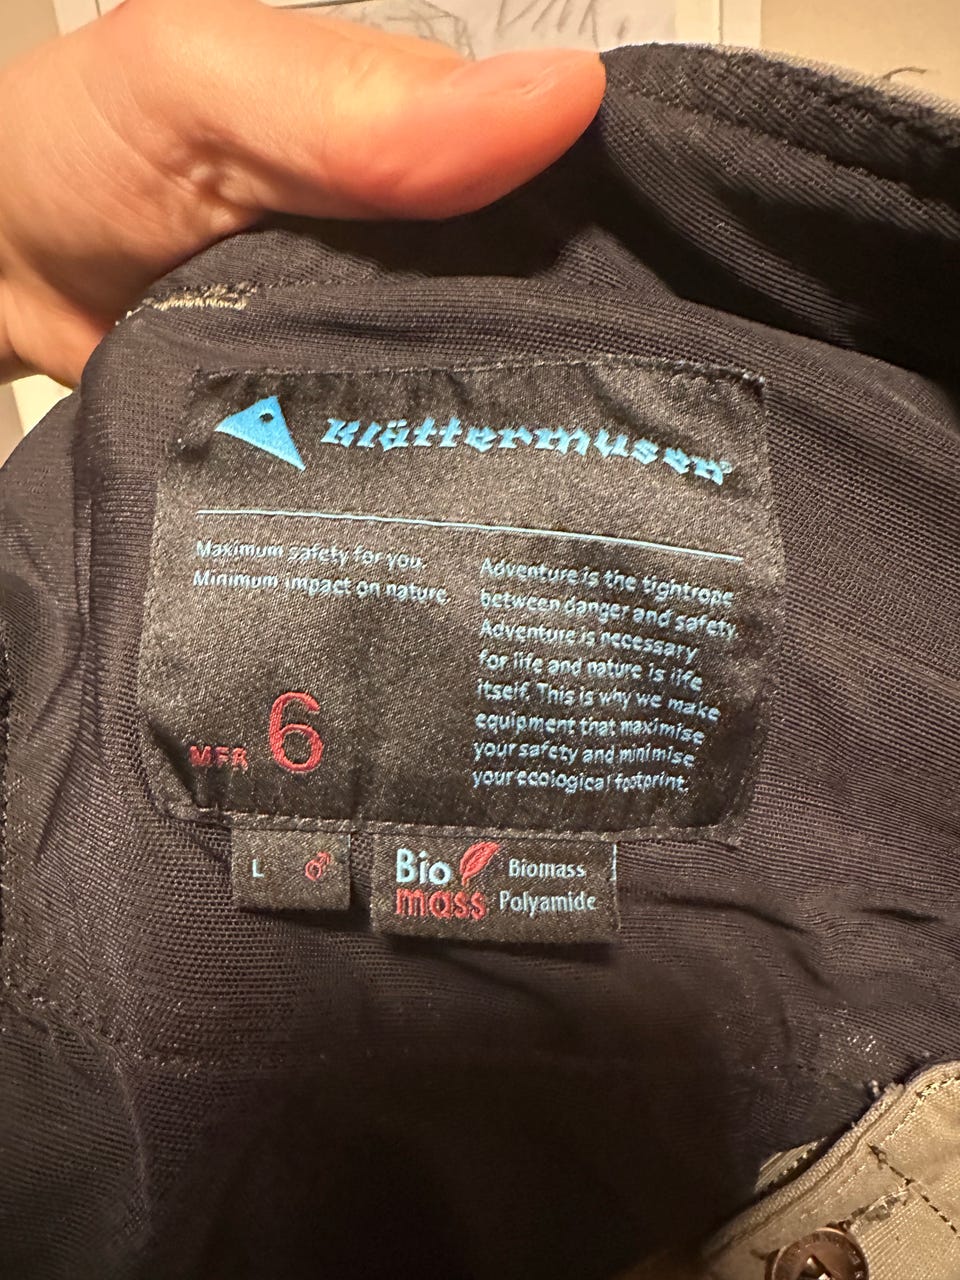 Klättermusen®
Maximum safety for you.
Minimum impact on nature.
Adventure is the tightrope
between danger and safety.
Adventure is necessary
for life and nature is life
itself. This is why we make
equipment that maximise
your safety and minimise
your ecological footprint.
MFR 6
L ♂
Bio mass
Biomass
Polyamide